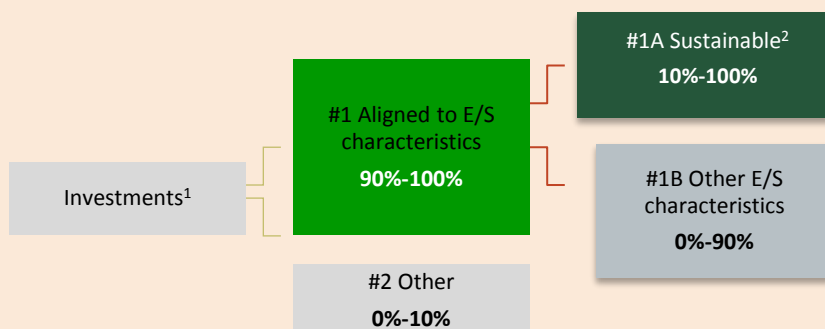 Investments¹
#1 Aligned to E/S
characteristics
90%-100%
#2 Other
0%-10%
#1A Sustainable²
10%-100%
#1B Other E/S
characteristics
0%-90%